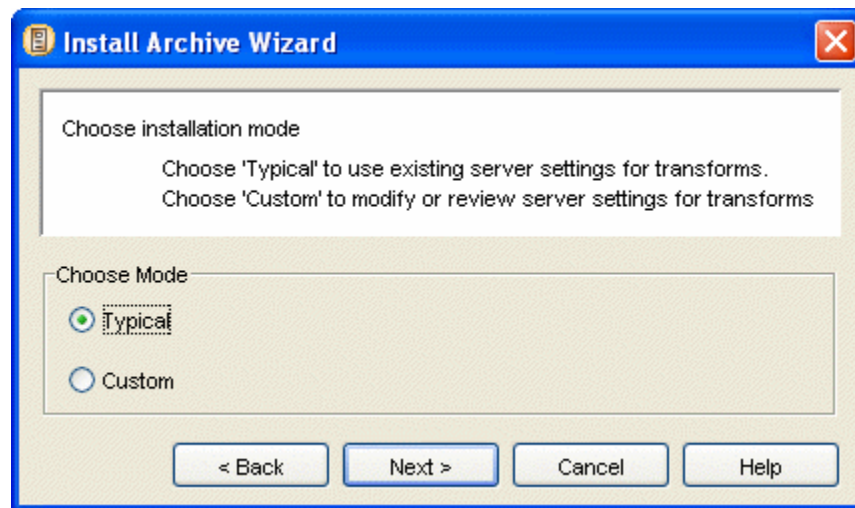 Install Archive Wizard
Choose installation mode
Choose 'Typical' to use existing server settings for transforms.
Choose 'Custom' to modify or review server settings for transforms
Choose Mode
Typical
Custom
< Back
Next >
Cancel
Help